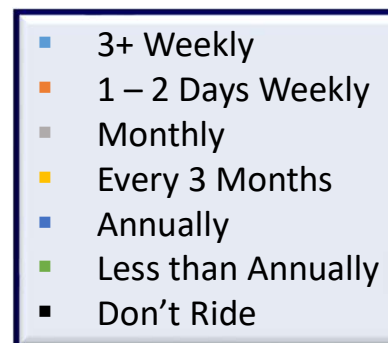 3+ Weekly
1 – 2 Days Weekly
Monthly
Every 3 Months
Annually
Less than Annually
Don't Ride